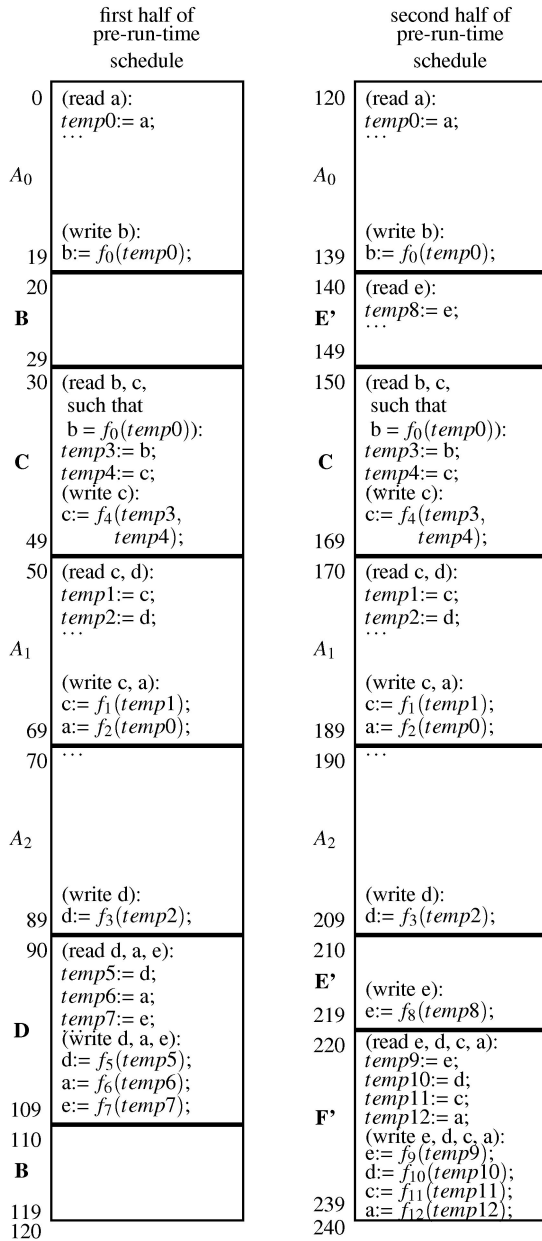 first half of
pre-run-time
schedule
0
(read a):
temp0:= a;
...
A0
(write b):
19
b:= f0(temp0);
20
B
29
30
(read b, c,
such that
b = f0(temp0)):
C
temp3:= b;
temp4:= c;
(write c):
c:= f4(temp3,
49
temp4);
50
(read c, d):
temp1:= c;
temp2:= d;
...
A1
(write c, a):
c:= f1(temp1);
69
a:= f2(temp0);
70
...
A2
(write d):
89
d:= f3(temp2);
90
(read d, a, e):
temp5:= d;
temp6:= a;
temp7:= e;
...
D
(write d, a, e):
d:= f5(temp5);
a:= f6(temp6);
109
e:= f7(temp7);
110
B
119
120
second half of
pre-run-time
schedule
120
(read a):
temp0:= a;
...
A0
(write b):
139
b:= f0(temp0);
140
(read e):
E’
temp8:= e;
...
149
150
(read b, c,
such that
b = f0(temp0)):
C
temp3:= b;
temp4:= c;
(write c):
c:= f4(temp3,
169
temp4);
170
(read c, d):
temp1:= c;
temp2:= d;
...
A1
(write c, a):
c:= f1(temp1);
189
a:= f2(temp0);
190
...
A2
(write d):
209
d:= f3(temp2);
210
E’
(write e):
219
e:= f8(temp8);
220
(read e, d, c, a):
temp9:= e;
temp10:= d;
temp11:= c;
F’
temp12:= a;
(write e, d, c, a):
e:= f9(temp9);
d:= f10(temp10);
c:= f11(temp11);
239
a:= f12(temp12);
240